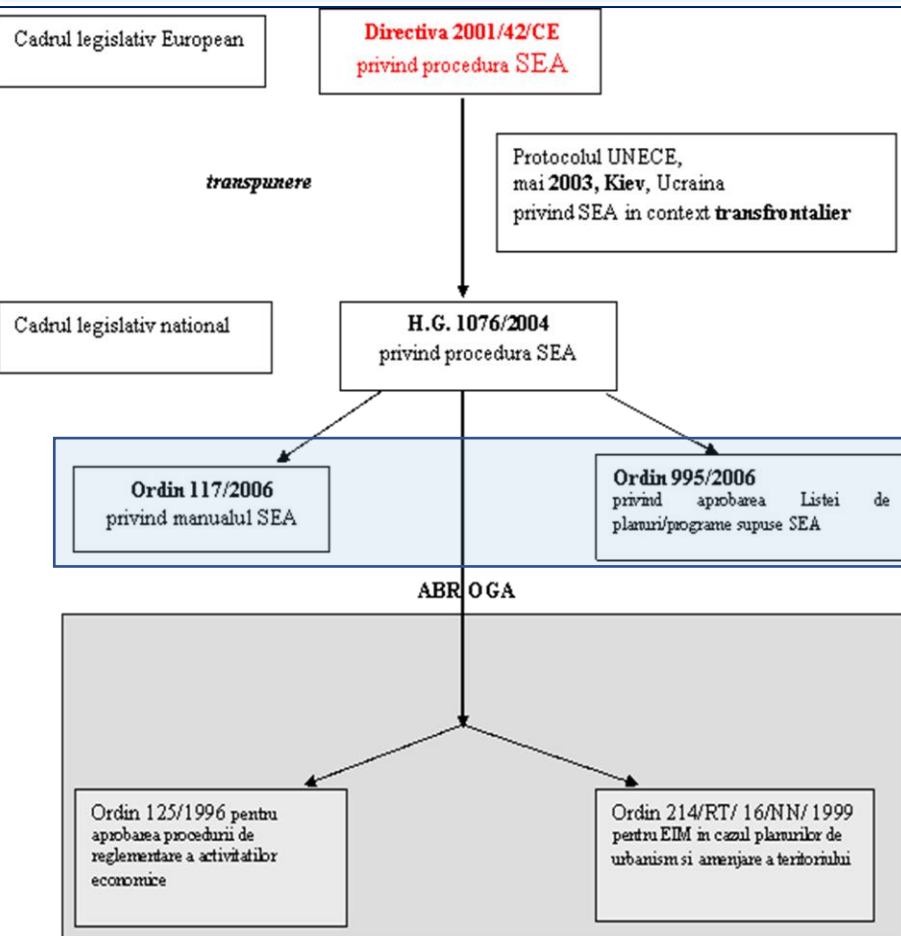 Cadrul legislativ European
Directiva 2001/42/CE
privind procedura SEA
transpunere
Protocolul UNECE,
mai 2003, Kiev, Ucraina
privind SEA in context transfrontalier
Cadrul legislativ national
H.G. 1076/2004
privind procedura SEA
Ordin 117/2006
privind manualul SEA
Ordin 995/2006
privind aprobarea Listei de
planuri/programe supuse SEA
ABROGA
Ordin 125/1996 pentru
aprobarea procedurii de
reglementare a activitatilor
economice
Ordin 214/RT/ 16/NN/ 1999
pentru EIM in cazul planurilor de
urbanism si amenjare a teritoriului